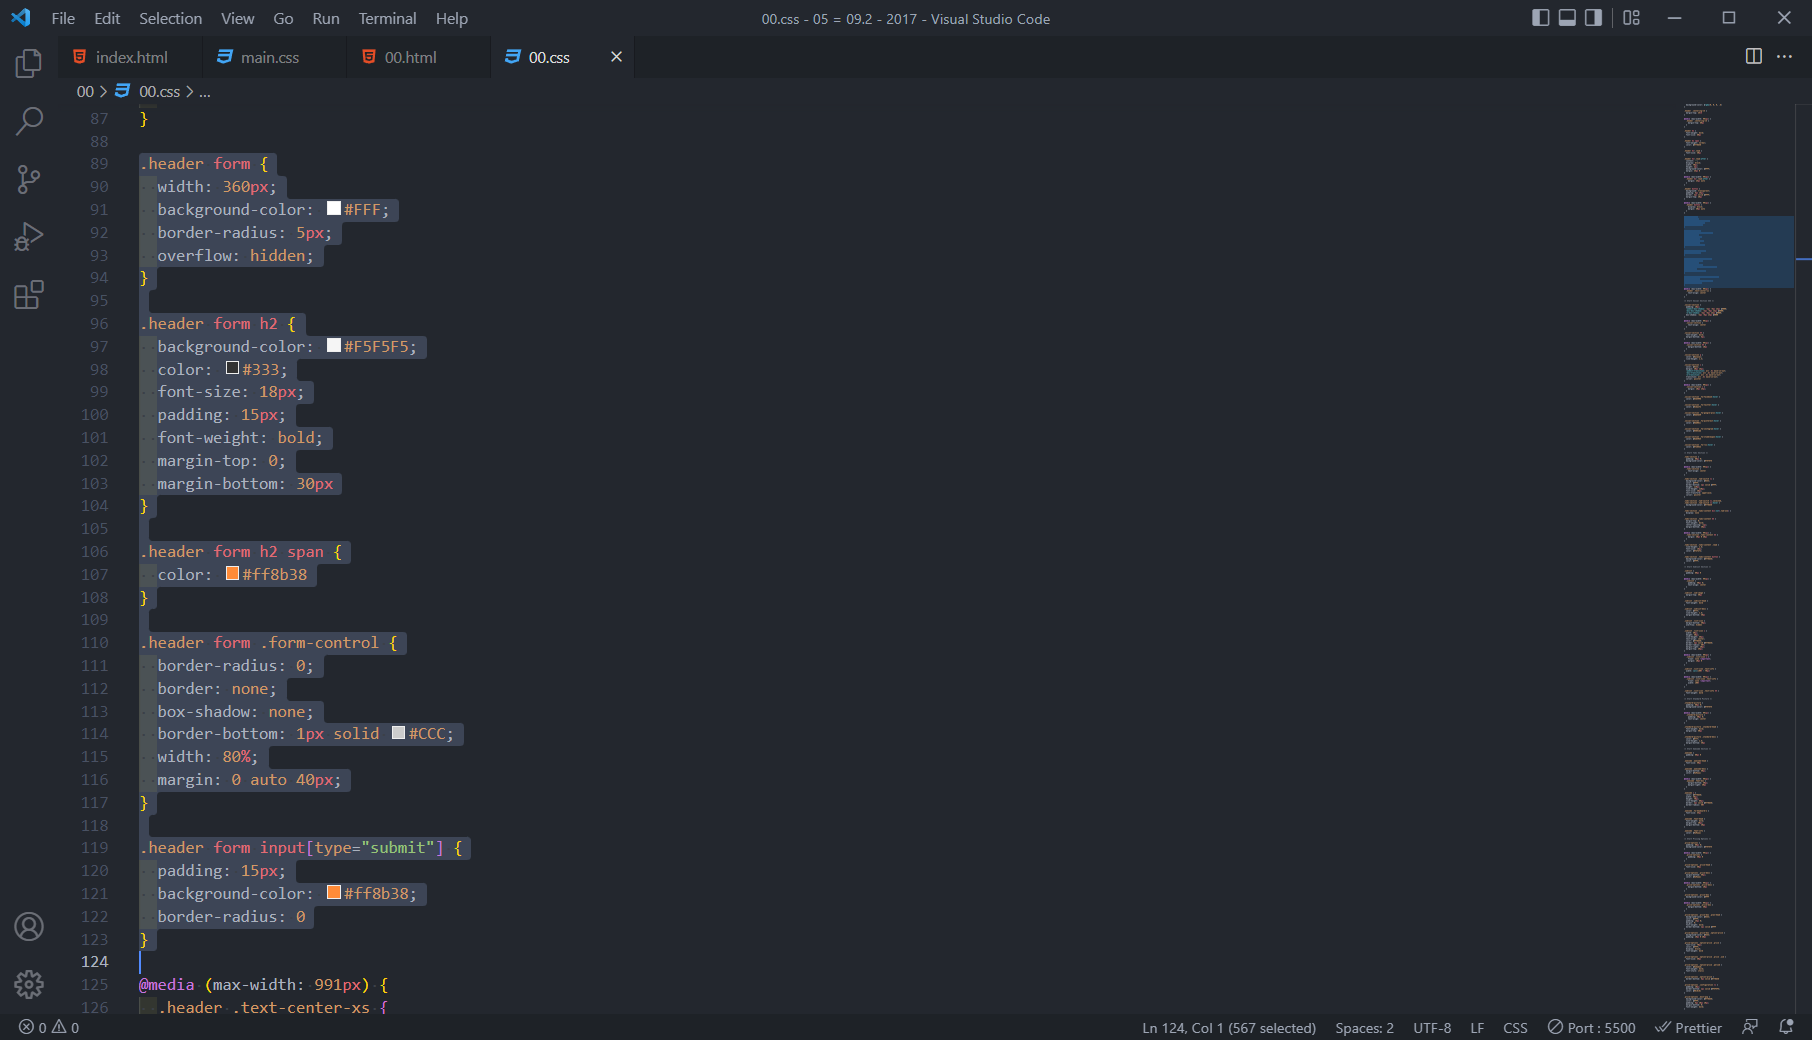 File Edit Selection View Go Run Terminal Help
00.css - 05 = 09.2 - 2017 - Visual Studio Code
index.html main.css 00.html 00.css
00 > 00.css > ...
87 }
88
89 .header form {
90 width: 360px;
91 background-color: #FFF;
92 border-radius: 5px;
93 overflow: hidden;
94 }
95
96 .header form h2 {
97 background-color: #F5F5F5;
98 color: #333;
99 font-size: 18px;
100 padding: 15px;
101 font-weight: bold;
102 margin-top: 0;
103 margin-bottom: 30px
104 }
105
106 .header form h2 span {
107 color: #ff8b38
108 }
109
110 .header form .form-control {
111 border-radius: 0;
112 border: none;
113 box-shadow: none;
114 border-bottom: 1px solid #CCC;
115 width: 80%;
116 margin: 0 auto 40px;
117 }
118
119 .header form input[type="submit"] {
120 padding: 15px;
121 background-color: #ff8b38;
122 border-radius: 0
123 }
124
125 @media (max-width: 991px) {
126 .header .text-center-xs {
0 0
Ln 124, Col 1 (567 selected) Spaces: 2 UTF-8 LF CSS Port : 5500 Prettier